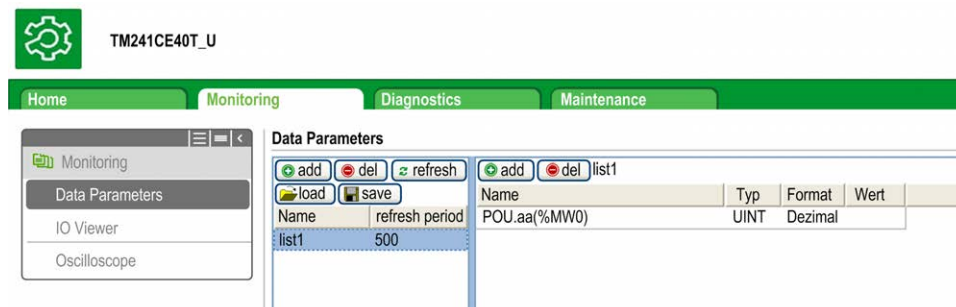 TM241CE40T_U
Home Monitoring Diagnostics Maintenance
Monitoring
Data Parameters
IO Viewer
Oscilloscope
Data Parameters
add del refresh
load save
Name refresh period
list1 500
add del list1
Name Typ Format Wert
POU.aa(%MW0) UINT Dezimal